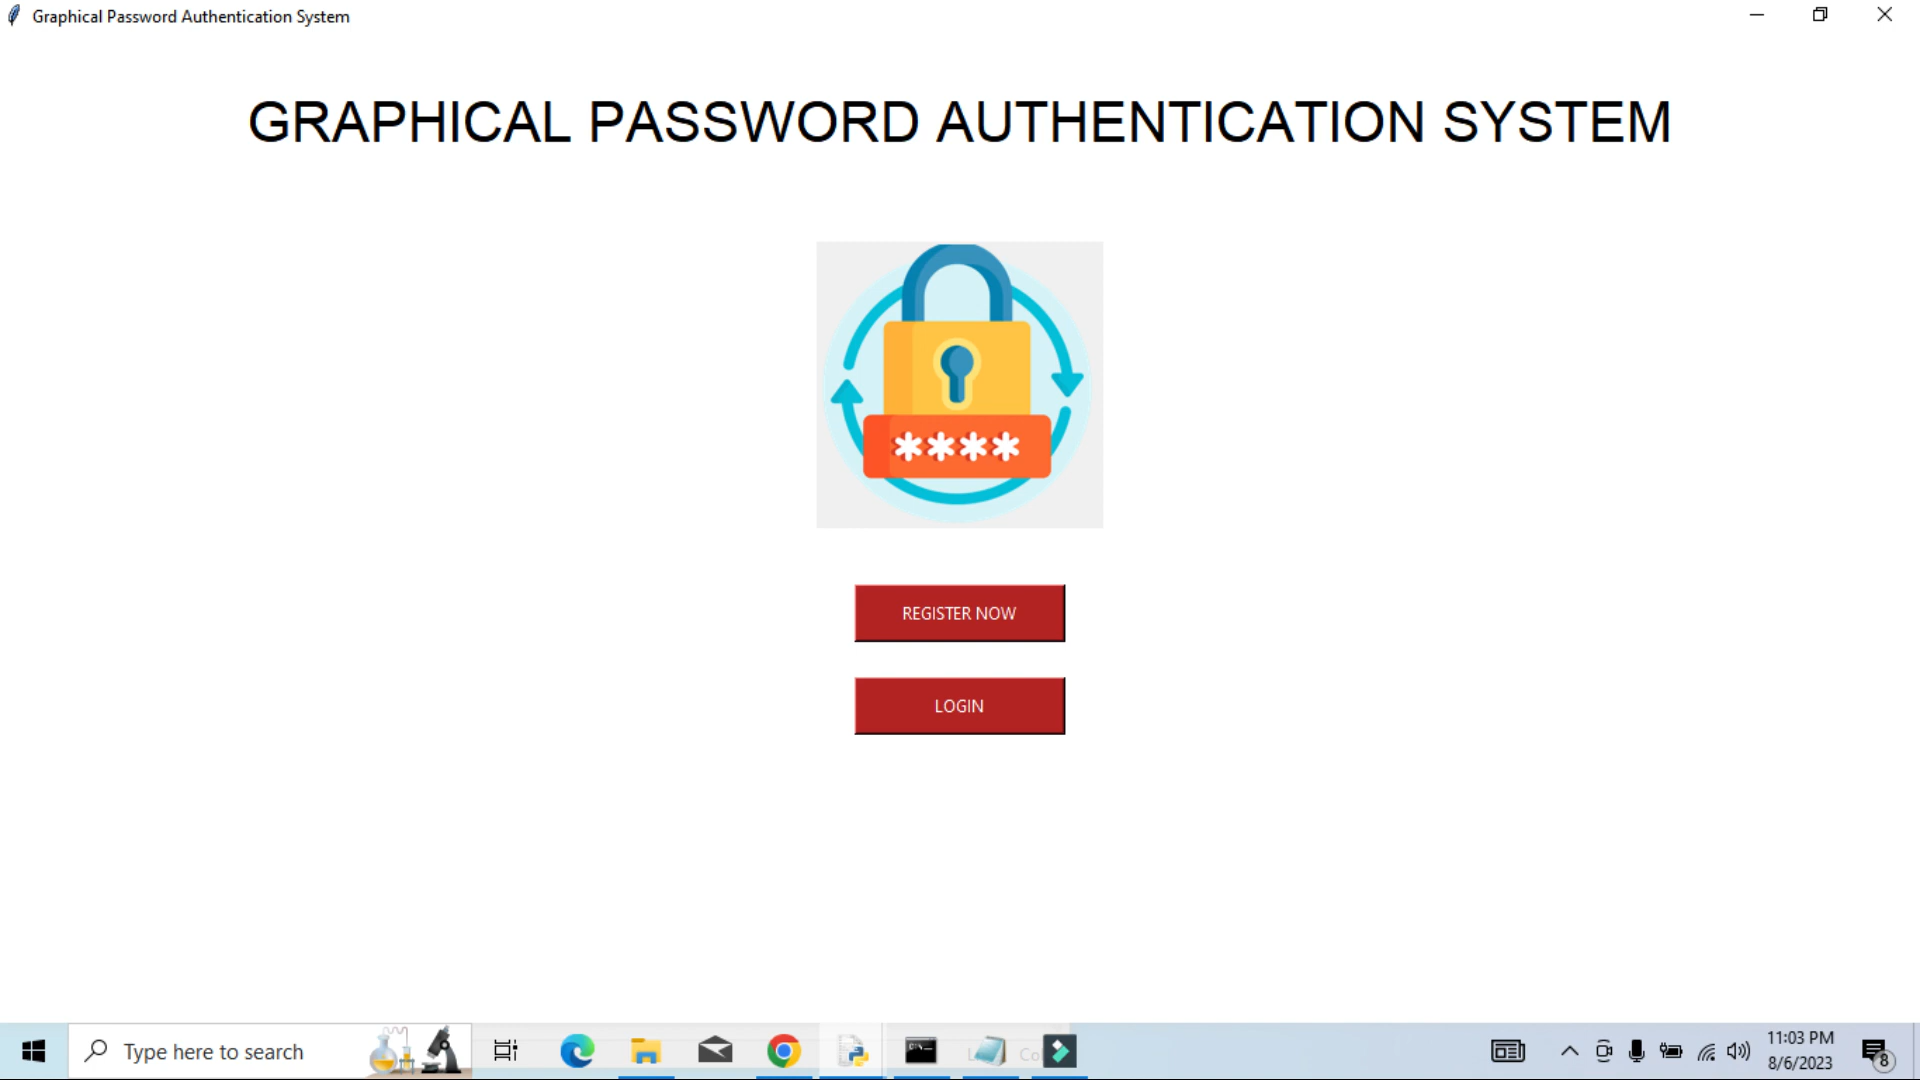 Graphical Password Authentication System
GRAPHICAL PASSWORD AUTHENTICATION SYSTEM
****
REGISTER NOW
LOGIN
Type here to search
11:03 PM
8/6/2023
8